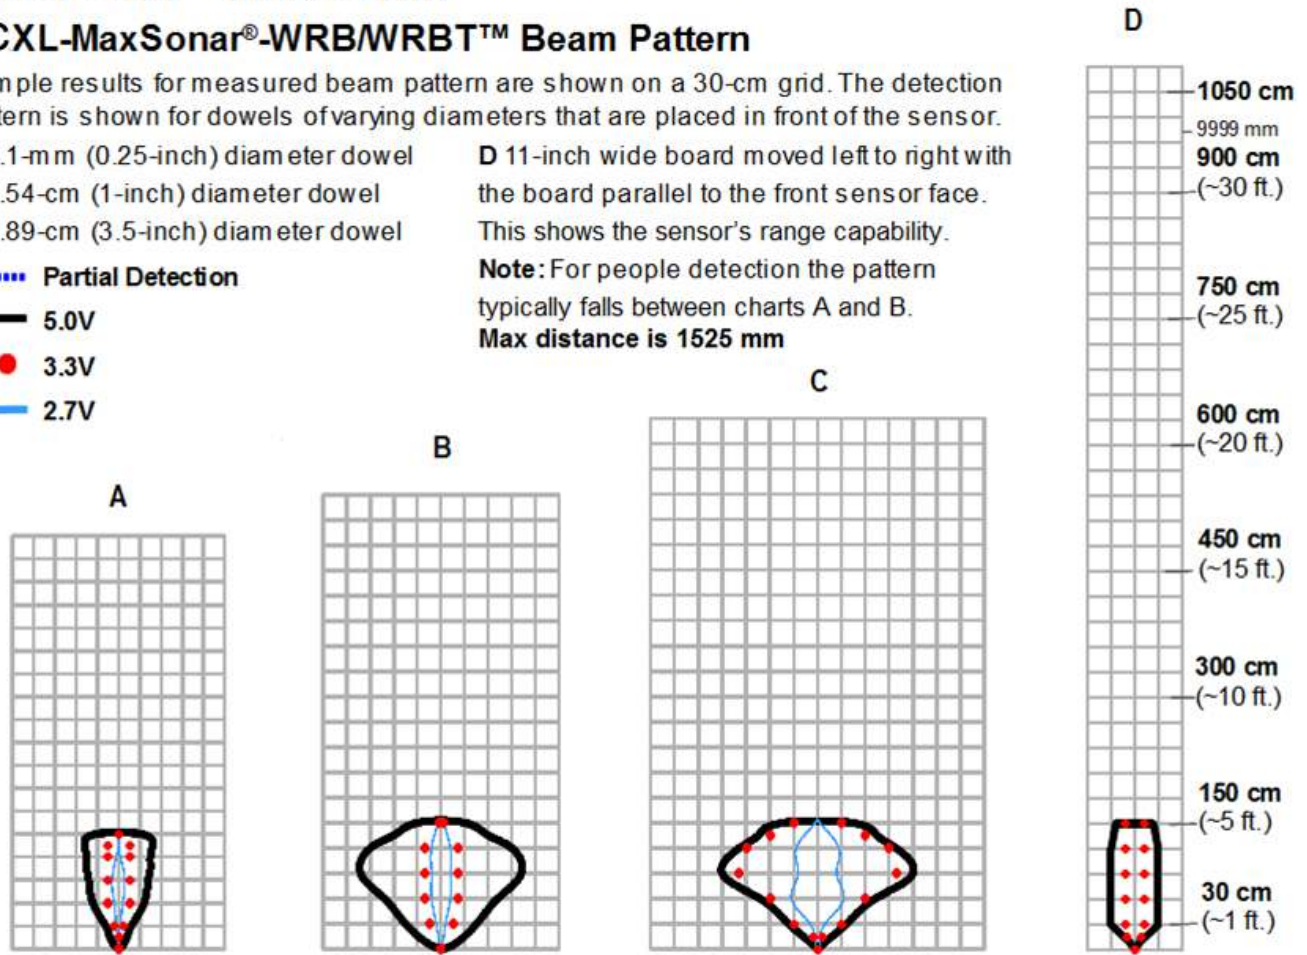 CXL-MaxSonar®-WRB/WRBT™ Beam Pattern
mple results for measured beam pattern are shown on a 30-cm grid. The detection
tern is shown for dowels of varying diameters that are placed in front of the sensor.
.1-mm (0.25-inch) diameter dowel
.54-cm (1-inch) diameter dowel
.89-cm (3.5-inch) diameter dowel
D 11-inch wide board moved left to right with
the board parallel to the front sensor face.
This shows the sensor's range capability.
Note: For people detection the pattern
typically falls between charts A and B.
Max distance is 1525 mm
Partial Detection
5.0V
3.3V
2.7V
A
B
C
D
1050 cm
9999 mm
900 cm
(~30 ft.)
750 cm
(~25 ft.)
600 cm
(~20 ft.)
450 cm
(~15 ft.)
300 cm
(~10 ft.)
150 cm
(~5 ft.)
30 cm
(~1 ft.)